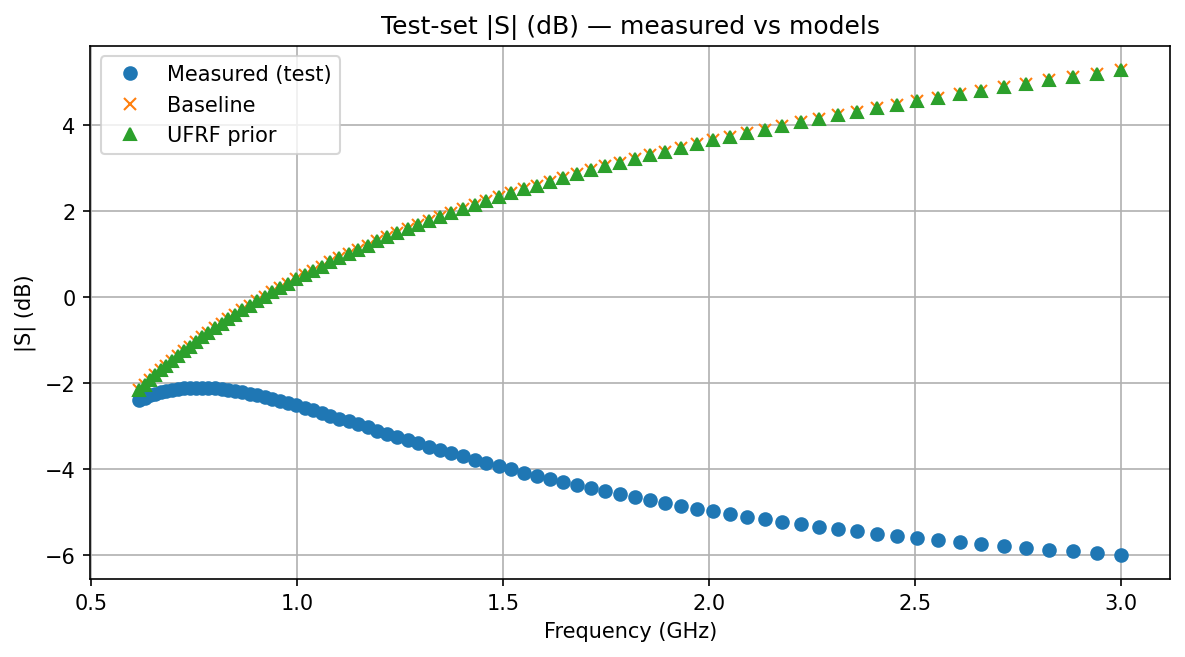 Test-set |S| (dB) — measured vs models
Measured (test)
Baseline
UFRF prior
|S| (dB)
4
2
0
−2
−4
−6
0.5 1.0 1.5 2.0 2.5 3.0
Frequency (GHz)